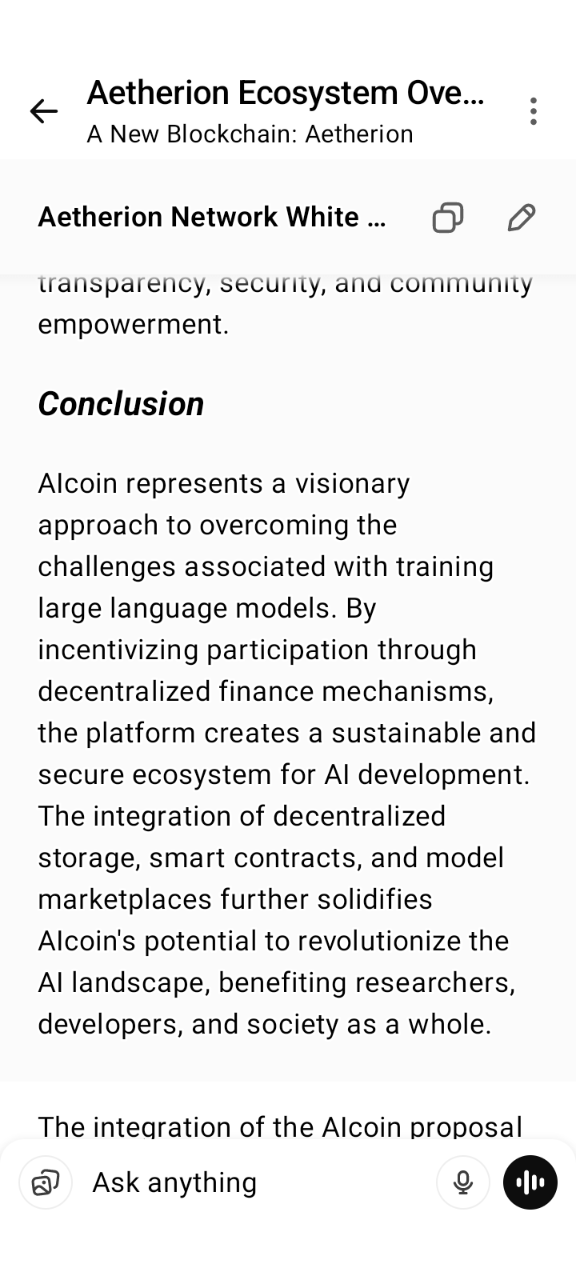 Aetherion Ecosystem Ove...
A New Blockchain: Aetherion
Aetherion Network White ...
transparency, security, and community
empowerment.
Conclusion
AIcoin represents a visionary
approach to overcoming the
challenges associated with training
large language models. By
incentivizing participation through
decentralized finance mechanisms,
the platform creates a sustainable and
secure ecosystem for AI development.
The integration of decentralized
storage, smart contracts, and model
marketplaces further solidifies
AIcoin's potential to revolutionize the
AI landscape, benefiting researchers,
developers, and society as a whole.
The integration of the AIcoin proposal
Ask anything